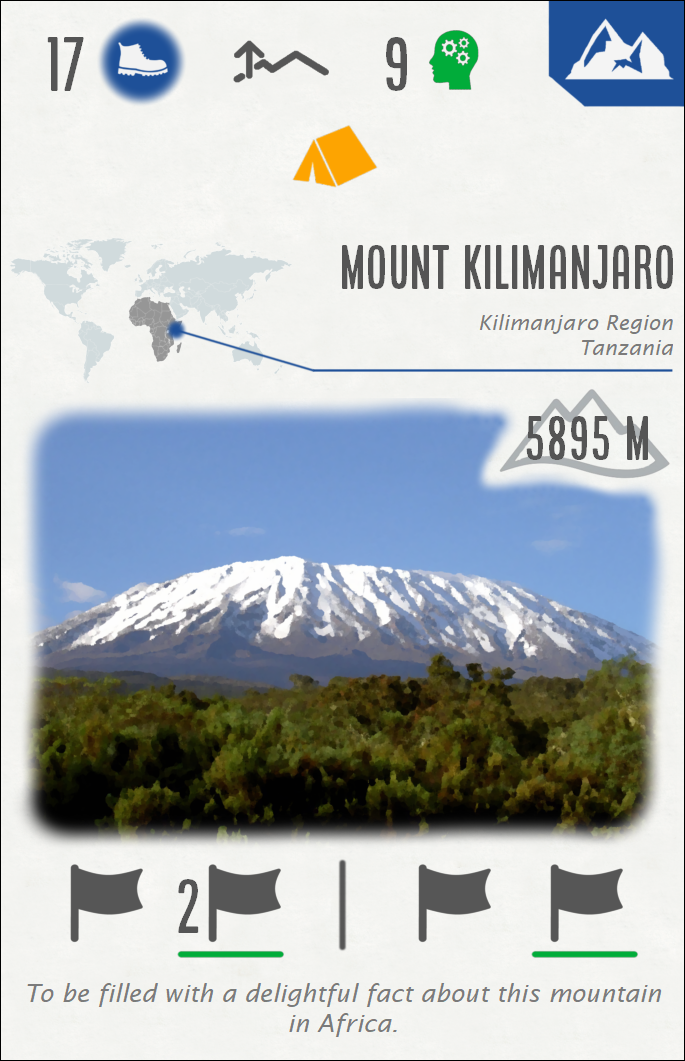 17
9
MOUNT KILIMANJARO
Kilimanjaro Region
Tanzania
5895 M
2
To be filled with a delightful fact about this mountain
in Africa.